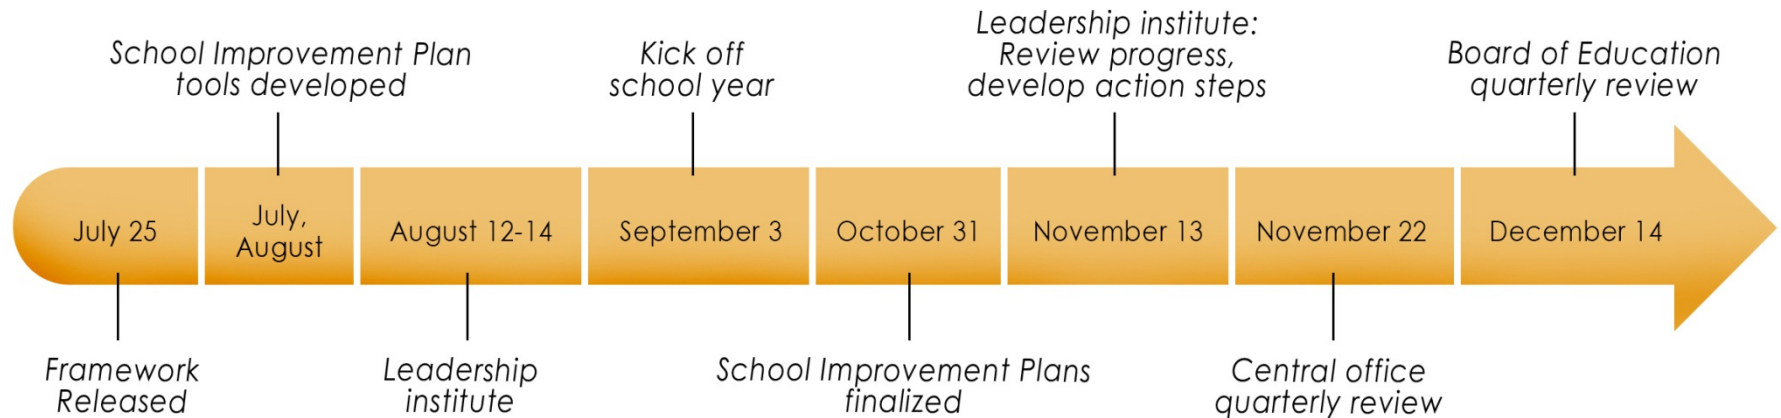 School Improvement Plan
tools developed
Kick off
school year
Leadership institute:
Review progress,
develop action steps
Board of Education
quarterly review
July 25
July,
August
August 12-14
September 3
October 31
November 13
November 22
December 14
Framework
Released
Leadership
institute
School Improvement Plans
finalized
Central office
quarterly review